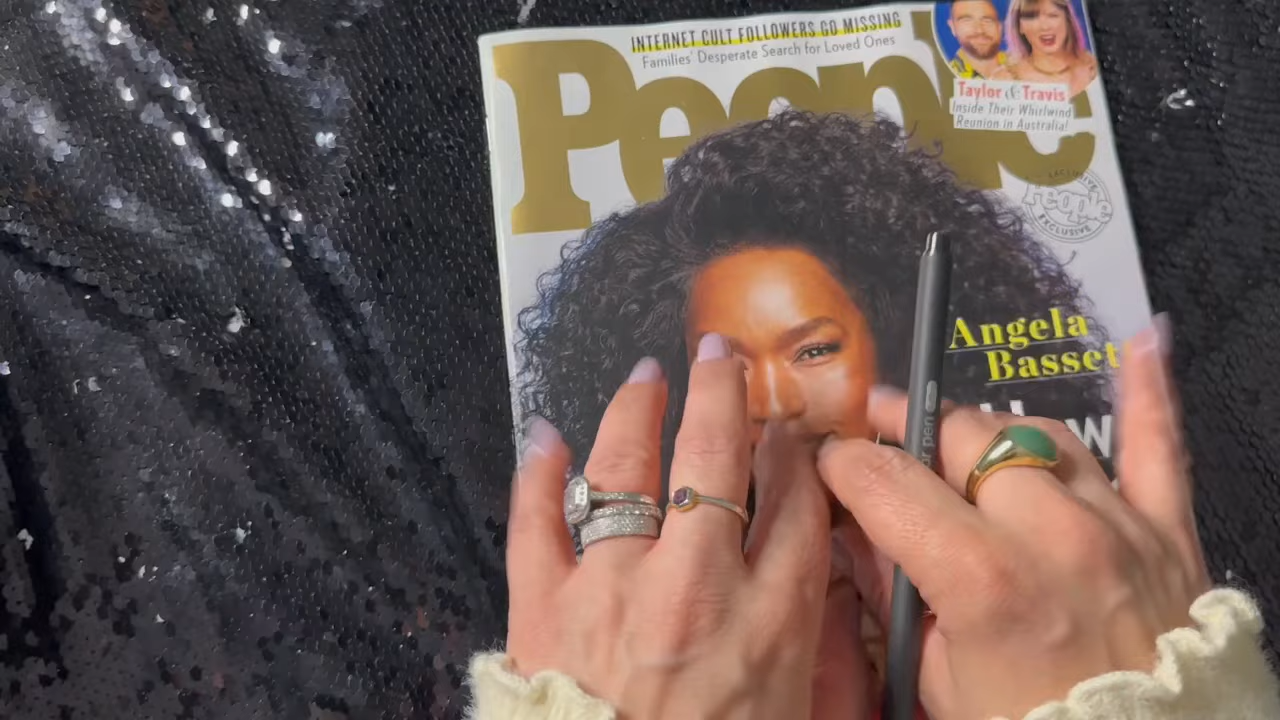 INTERNET CULT FOLLOWERS GO MISSING
Families' Desperate Search for Loved Ones
People
Taylor & Travis
Inside Their Whirlwind
Reunion in Australia!
EXCLUSIVE
People
EXCLUSIVE
Angela
Basset
pen